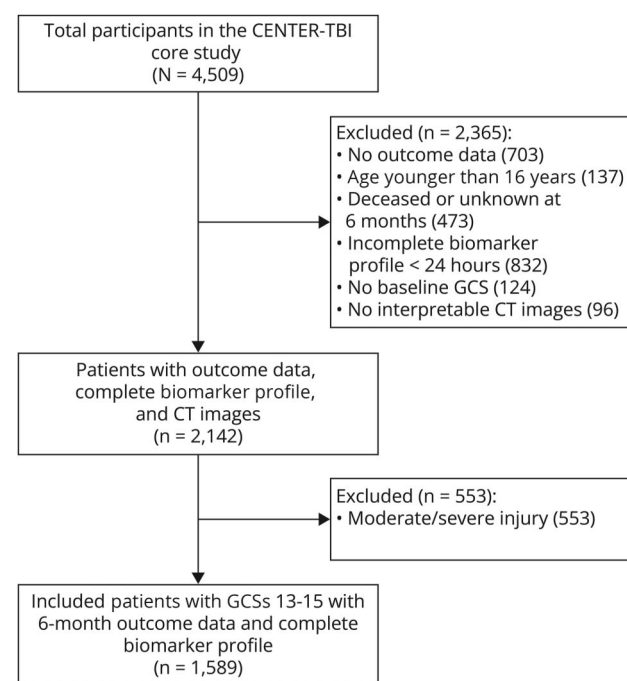 Total participants in the CENTER-TBI
core study
(N = 4,509)
Excluded (n = 2,365):
• No outcome data (703)
• Age younger than 16 years (137)
• Deceased or unknown at
6 months (473)
• Incomplete biomarker
profile < 24 hours (832)
• No baseline GCS (124)
• No interpretable CT images (96)
Patients with outcome data,
complete biomarker profile,
and CT images
(n = 2,142)
Excluded (n = 553):
• Moderate/severe injury (553)
Included patients with GCSs 13-15 with
6-month outcome data and complete
biomarker profile
(n = 1,589)